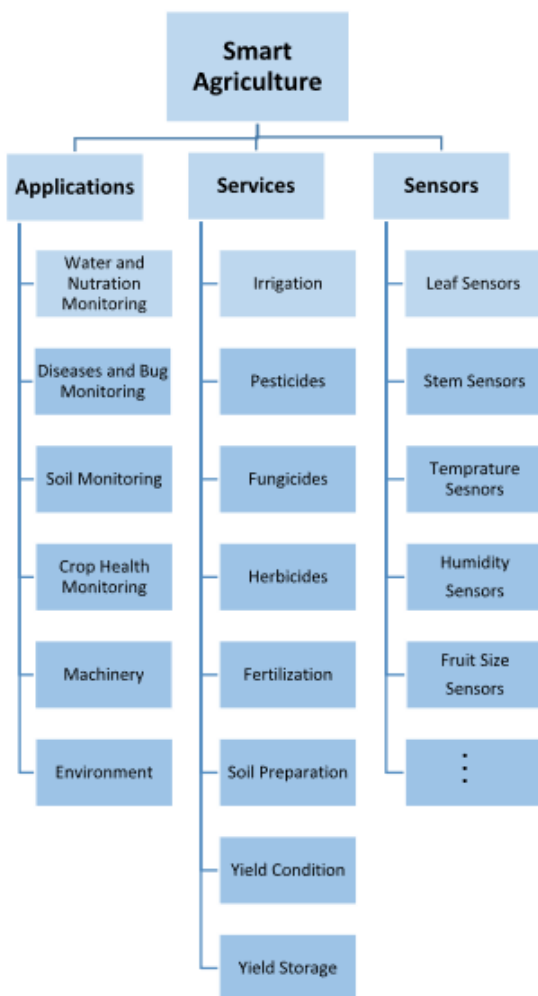 Smart
Agriculture
Applications
Services
Sensors
Water and
Nutration
Monitoring
Irrigation
Leaf Sensors
Diseases and Bug
Monitoring
Pesticides
Stem Sensors
Soil Monitoring
Fungicides
Temprature
Sesnors
Crop Health
Monitoring
Herbicides
Humidity
Sensors
Machinery
Fertilization
Fruit Size
Sensors
Environment
Soil Preparation
⋮
Yield Condition
Yield Storage